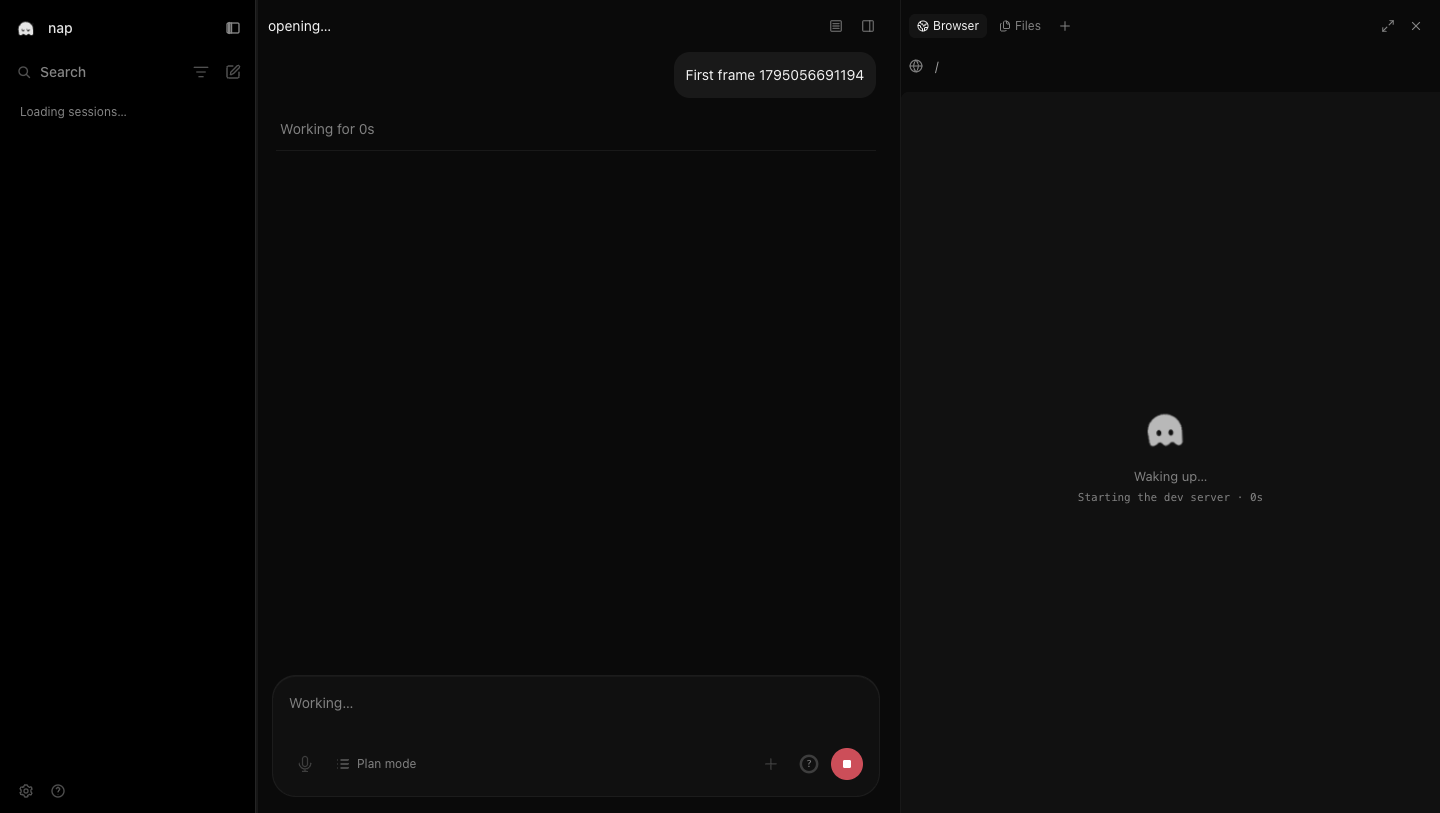 nap
Search
Loading sessions...
opening...
First frame 1795056691194
Working for 0s
Working...
Plan mode
?
Browser
Files
/
Waking up...
Starting the dev server · 0s